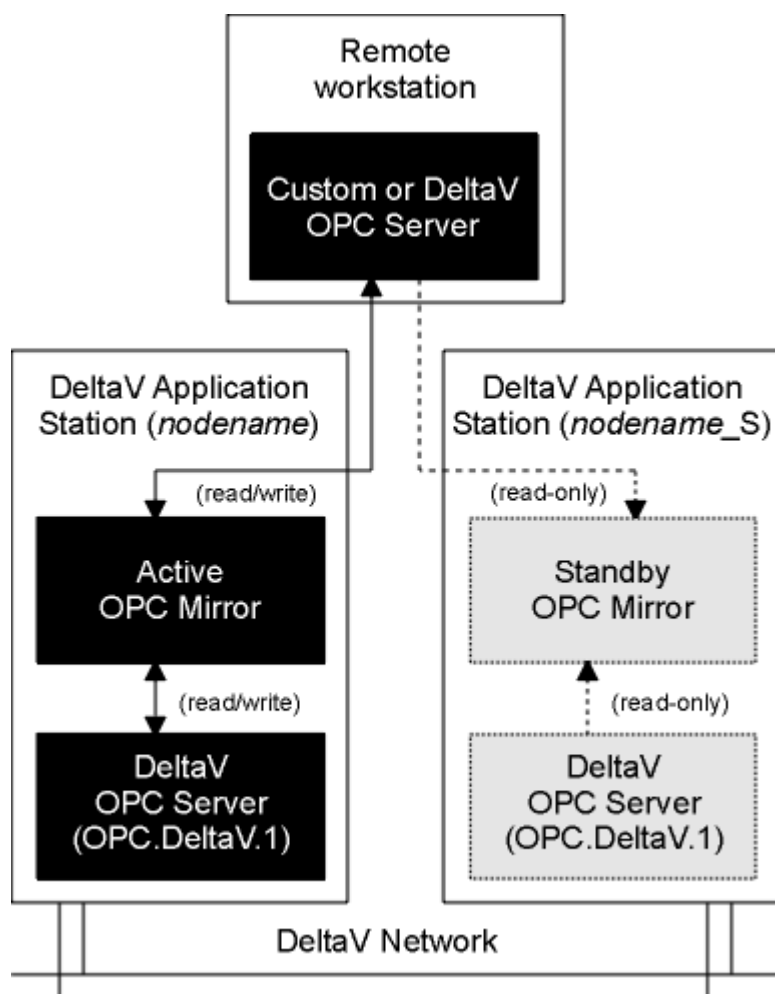 Remote
workstation
Custom or DeltaV
OPC Server
DeltaV Application
Station (nodename)
(read/write)
Active
OPC Mirror
(read/write)
DeltaV
OPC Server
(OPC.DeltaV.1)
DeltaV Application
Station (nodename_S)
(read-only)
Standby
OPC Mirror
(read-only)
DeltaV
OPC Server
(OPC.DeltaV.1)
DeltaV Network